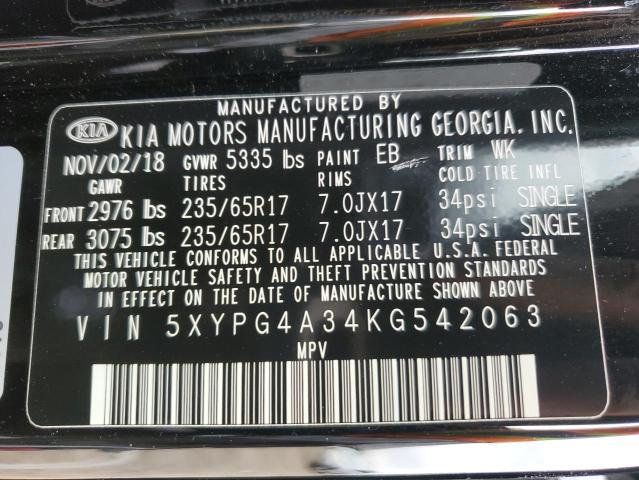 MANUFACTURED BY
KIA KIA MOTORS MANUFACTURING GEORGIA, INC.
NOV/02/18 GVWR 5335 lbs PAINT EB TRIM WK
GAWR TIRES RIMS COLD TIRE INFL
FRONT 2976 lbs 235/65R17 7.0JX17 34psi SINGLE
REAR 3075 lbs 235/65R17 7.0JX17 34psi SINGLE
THIS VEHICLE CONFORMS TO ALL APPLICABLE U.S.A. FEDERAL
MOTOR VEHICLE SAFETY AND THEFT PREVENTION STANDARDS
IN EFFECT ON THE DATE OF MANUFACTURE SHOWN ABOVE.
VIN 5XYPG4A34KG542063
MPV